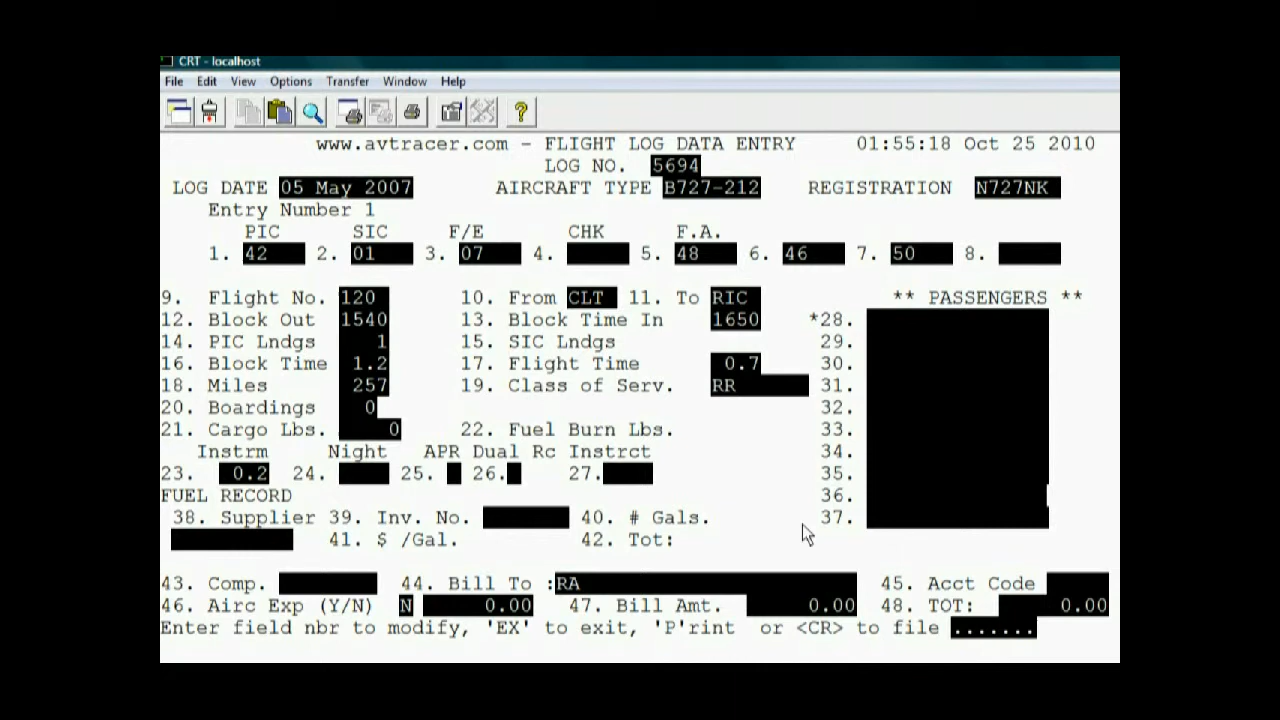 CRT - localhost
File Edit View Options Transfer Window Help
www.avtracer.com - FLIGHT LOG DATA ENTRY 01:55:18 Oct 25 2010
LOG NO. 5694
LOG DATE 05 May 2007 AIRCRAFT TYPE B727-212 REGISTRATION N727NK
Entry Number 1
PIC SIC F/E CHK F.A.
1. 42 2. 01 3. 07 4. 5. 48 6. 46 7. 50 8.
9. Flight No. 120 10. From CLT 11. To RIC ** PASSENGERS **
12. Block Out 1540 13. Block Time In 1650 *28.
14. PIC Lndgs 1 15. SIC Lndgs 29.
16. Block Time 1.2 17. Flight Time 0.7 30.
18. Miles 257 19. Class of Serv. RR 31.
20. Boardings 0 32.
21. Cargo Lbs. 0 22. Fuel Burn Lbs. 33.
Instrm Night APR Dual Rc Instrct 34.
23. 0.2 24. 25. 26. 27. 35.
FUEL RECORD 36.
38. Supplier 39. Inv. No. 40. # Gals. 37.
41. $ /Gal. 42. Tot:
43. Comp. 44. Bill To :RA 45. Acct Code
46. Airc Exp (Y/N) N 0.00 47. Bill Amt. 0.00 48. TOT: 0.00
Enter field nbr to modify, 'EX' to exit, 'P'rint or <CR> to file .......